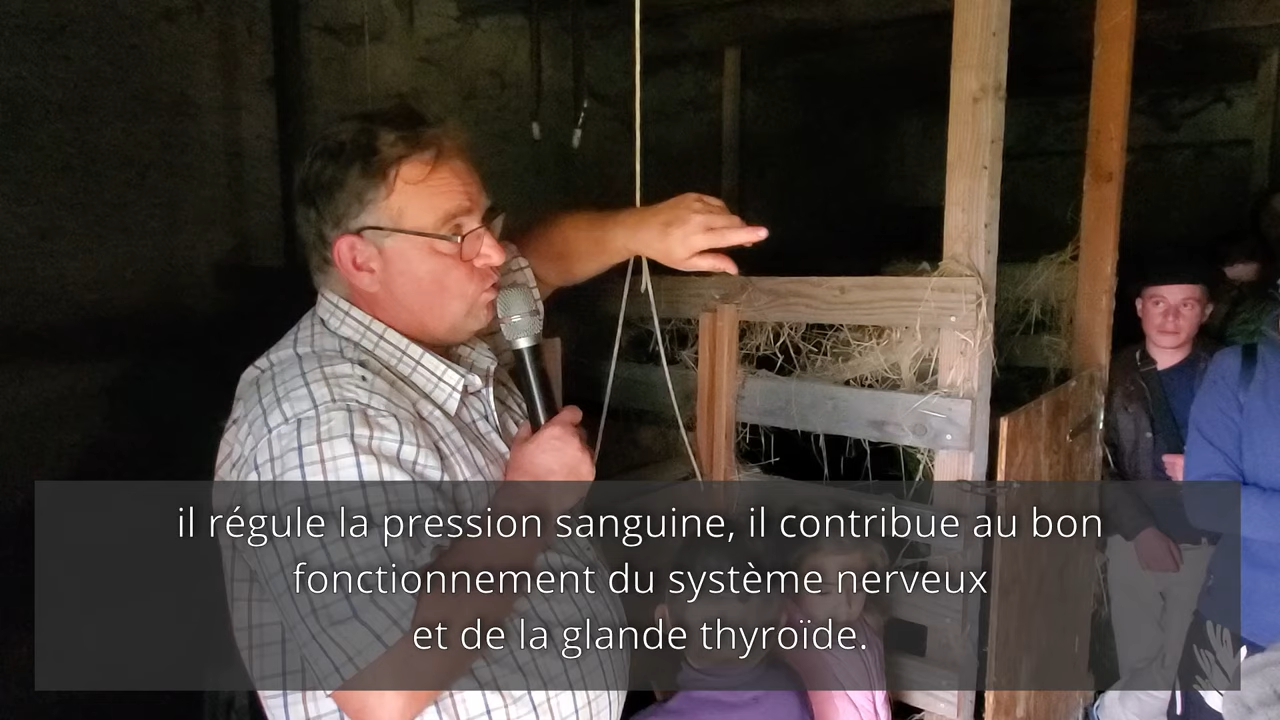 il régule la pression sanguine, il contribue au bon
fonctionnement du système nerveux
et de la glande thyroïde.